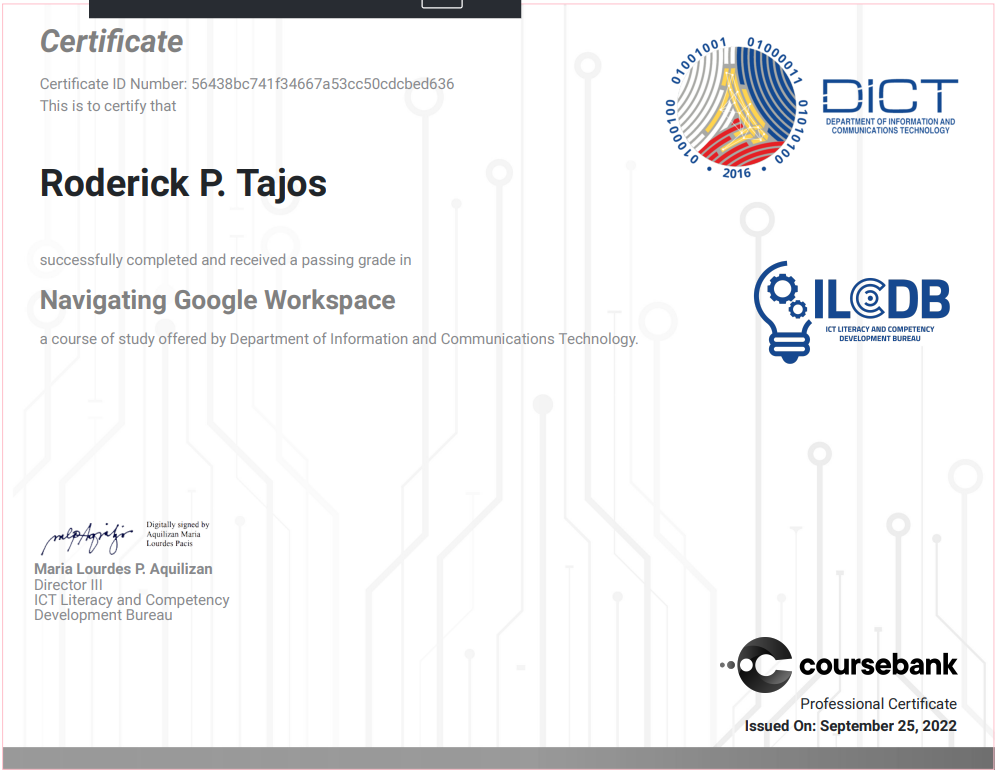 Certificate
Certificate ID Number: 56438bc741f34667a53cc50cdcbed636
This is to certify that
Roderick P. Tajos
successfully completed and received a passing grade in
Navigating Google Workspace
a course of study offered by Department of Information and Communications Technology.
01000100 01001001 01000011 01010100
• 2016 •
DICT
DEPARTMENT OF INFORMATION AND
COMMUNICATIONS TECHNOLOGY
ILCDB
ICT LITERACY AND COMPETENCY
DEVELOPMENT BUREAU
Digitally signed by
Aquilizan Maria
Lourdes Pacis
Maria Lourdes P. Aquilizan
Director III
ICT Literacy and Competency
Development Bureau
coursebank
Professional Certificate
Issued On: September 25, 2022